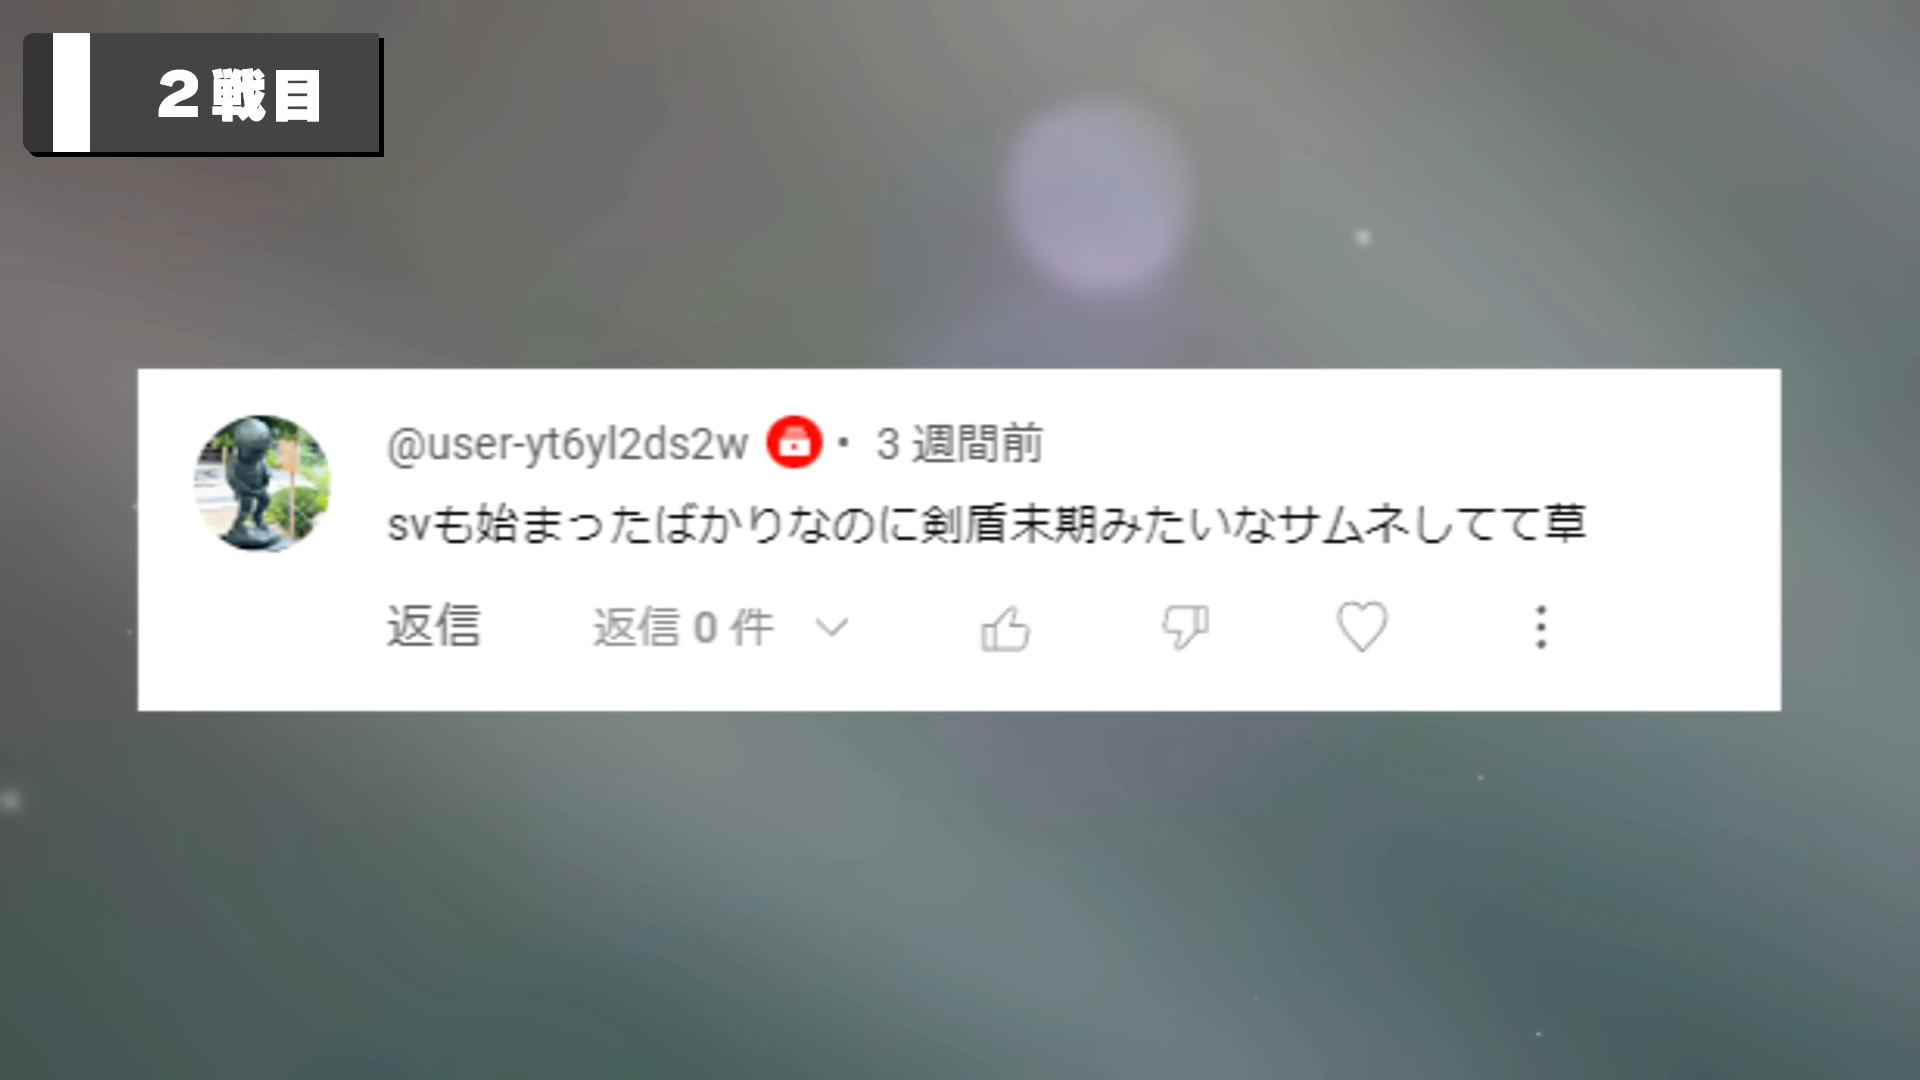 ２戦目
@user-yt6yl2ds2w • 3 週間前
svも始まったばかりなのに剣盾末期みたいなサムネしてて草
返信 返信 0 件